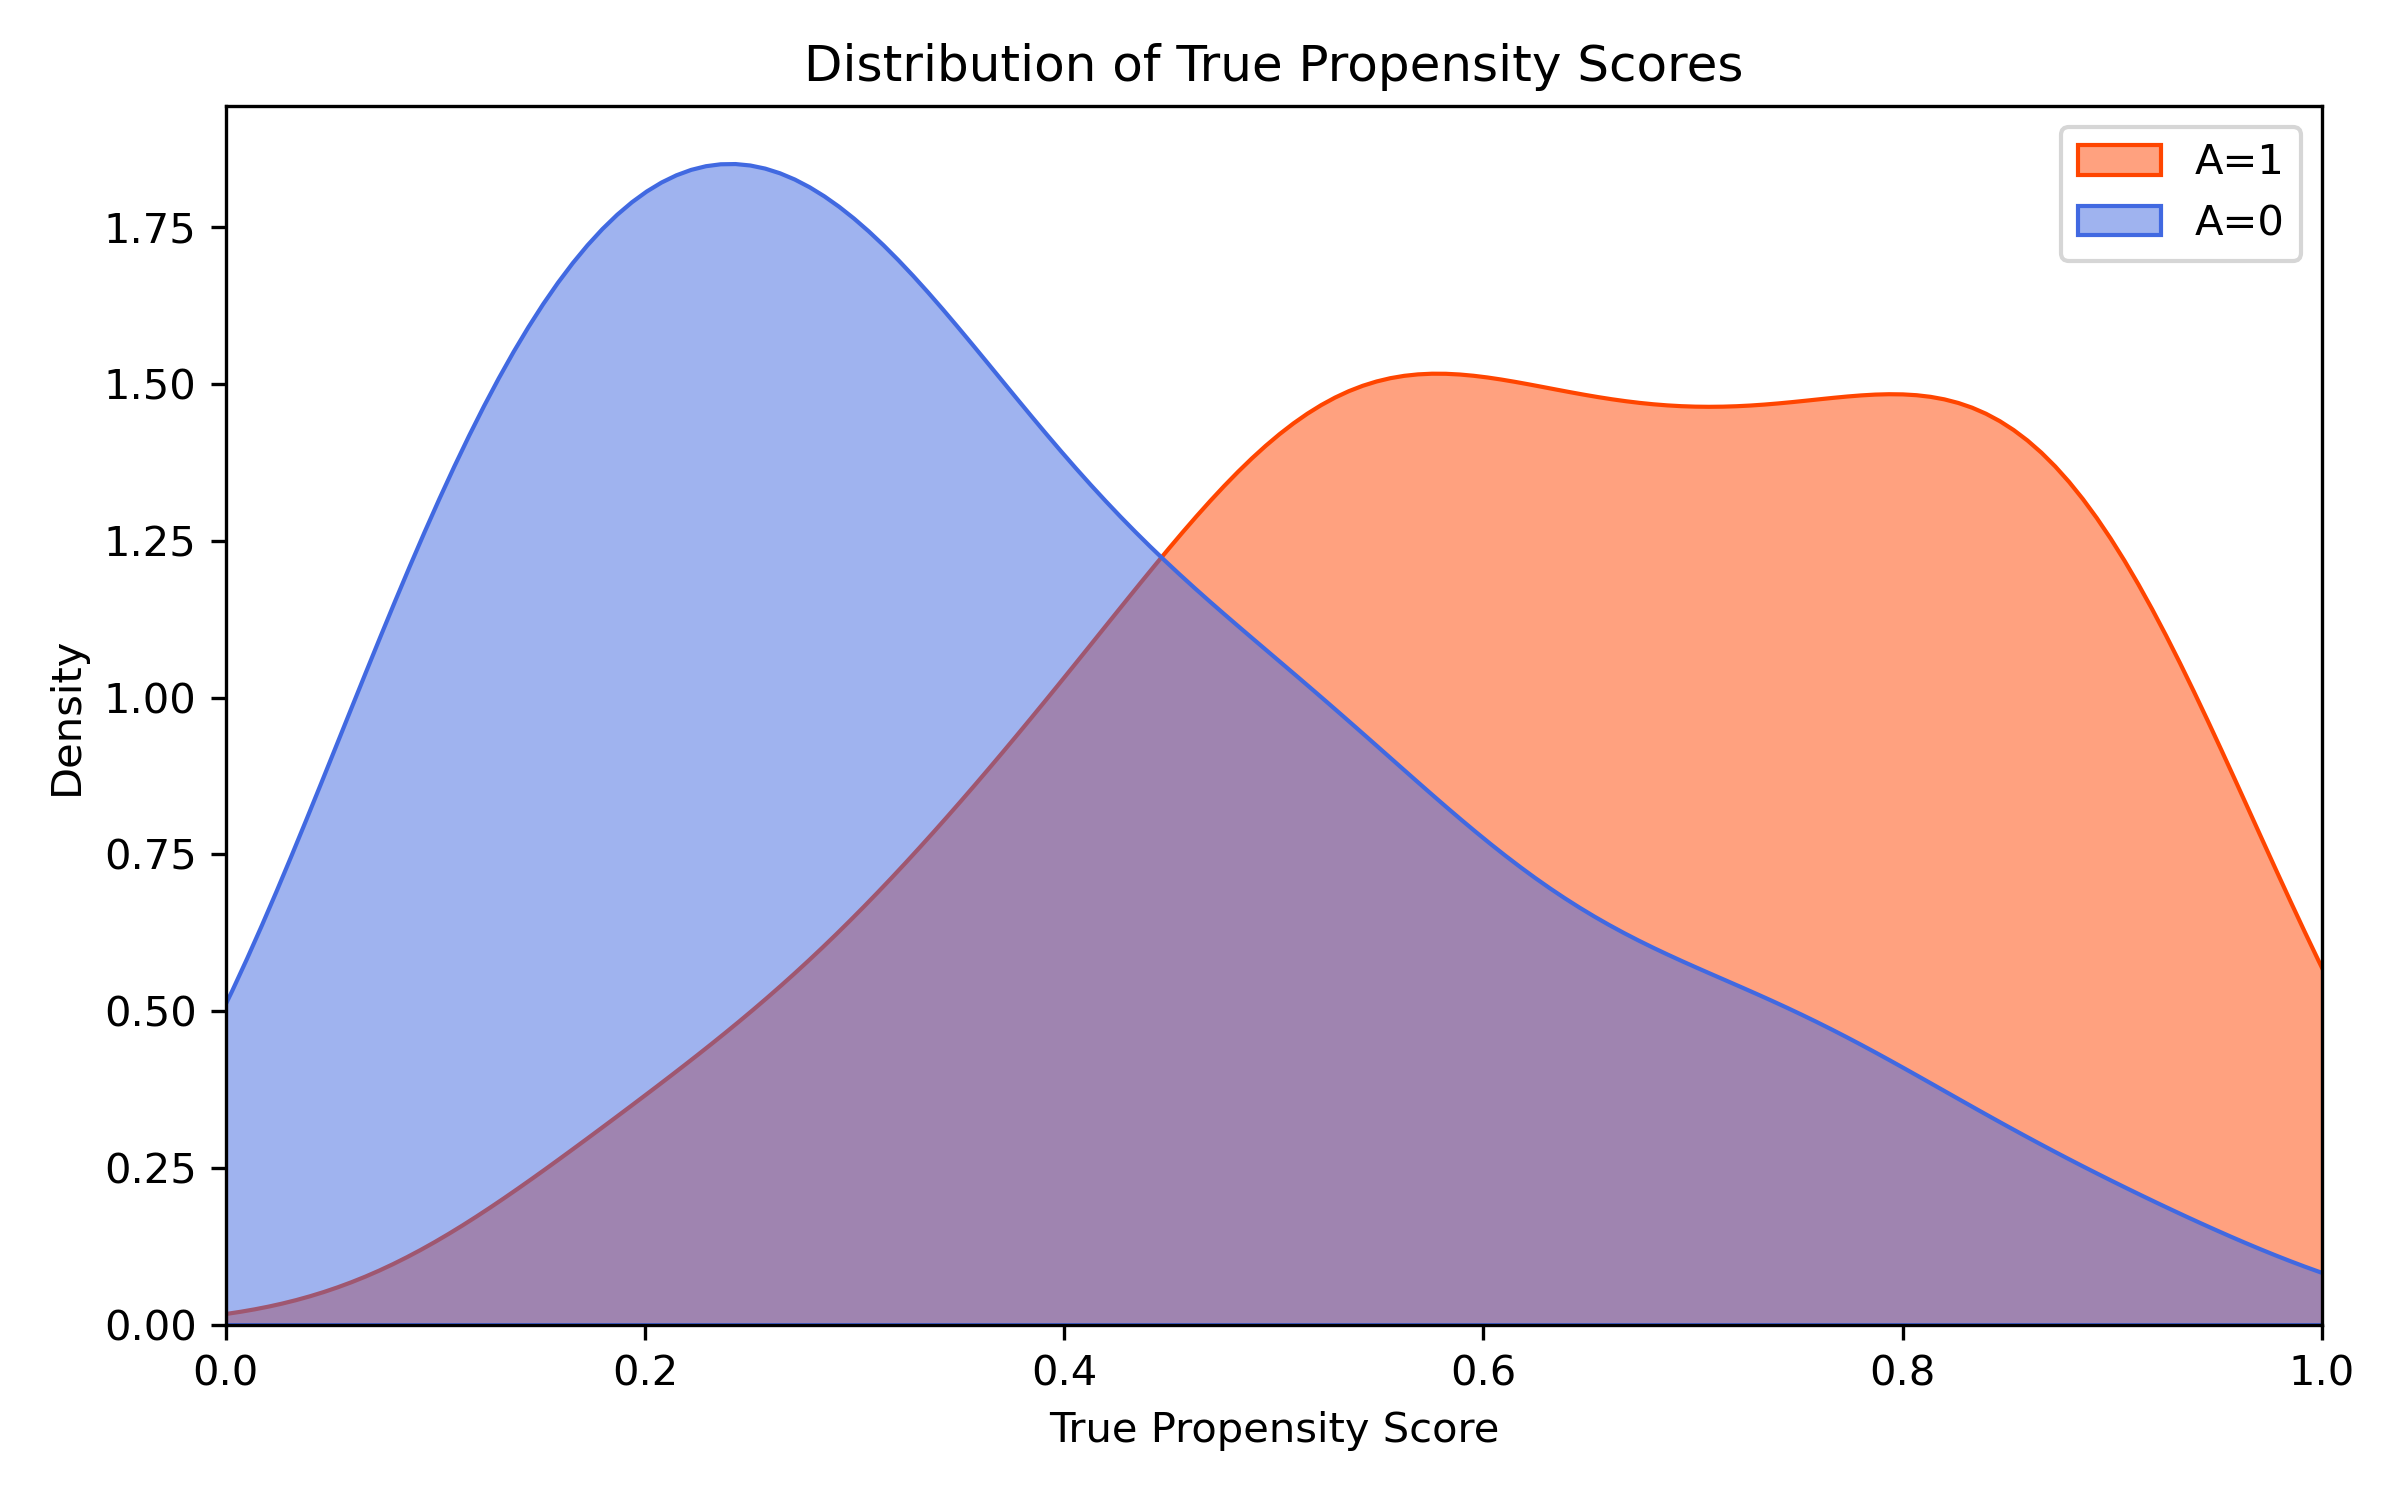 Distribution of True Propensity Scores
A=1
A=0
Density
1.75
1.50
1.25
1.00
0.75
0.50
0.25
0.00
0.0 0.2 0.4 0.6 0.8 1.0
True Propensity Score